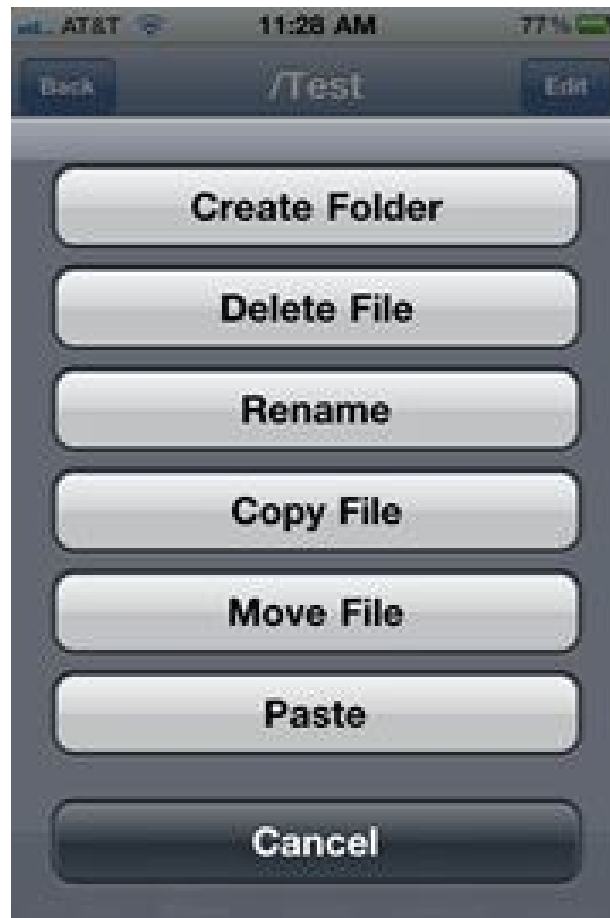 AT&T 11:28 AM 77%
Back /Test Edit
Create Folder
Delete File
Rename
Copy File
Move File
Paste
Cancel